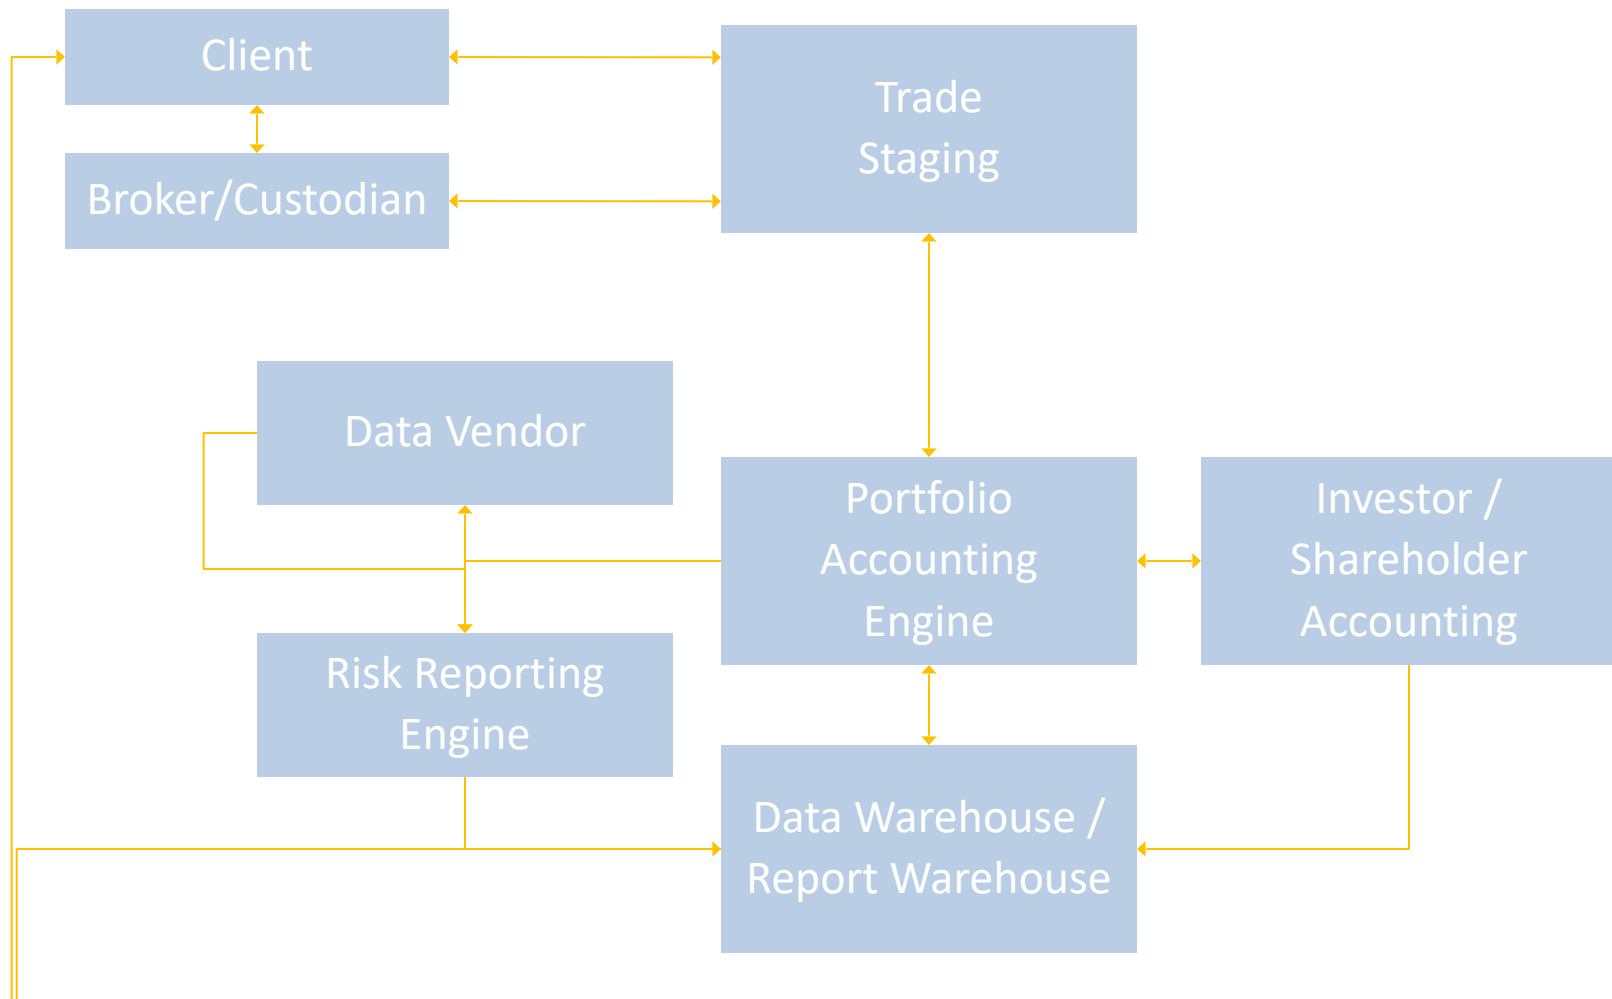 Client
Trade
Staging
Broker/Custodian
Data Vendor
Portfolio
Accounting
Engine
Investor /
Shareholder
Accounting
Risk Reporting
Engine
Data Warehouse /
Report Warehouse